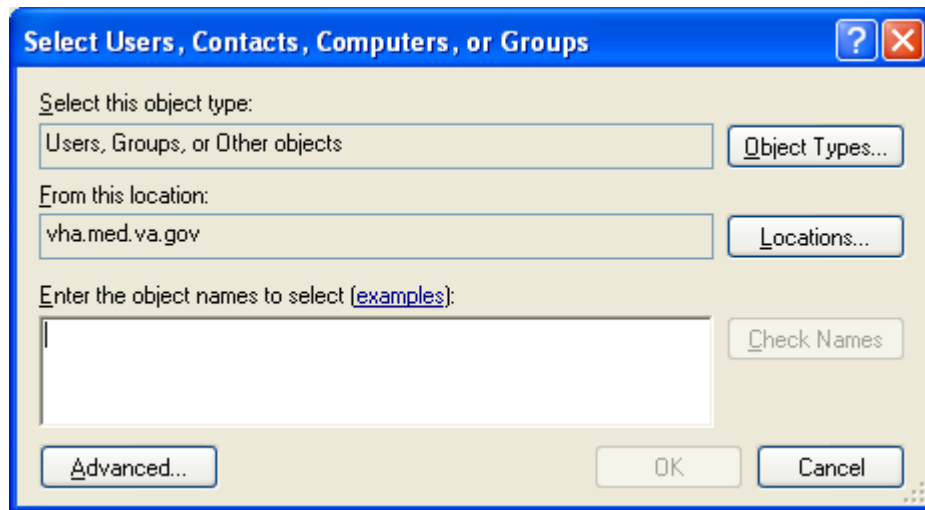 Select Users, Contacts, Computers, or Groups
Select this object type:
Users, Groups, or Other objects
Object Types...
From this location:
vha.med.va.gov
Locations...
Enter the object names to select (examples):
Check Names
Advanced...
OK
Cancel